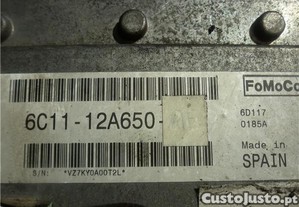 FoMoCo
6C11-12A650-
6D117
0185A
Made in
SPAIN
S/N: *VZ7KY0A00T2L*
CustoJusto.pt